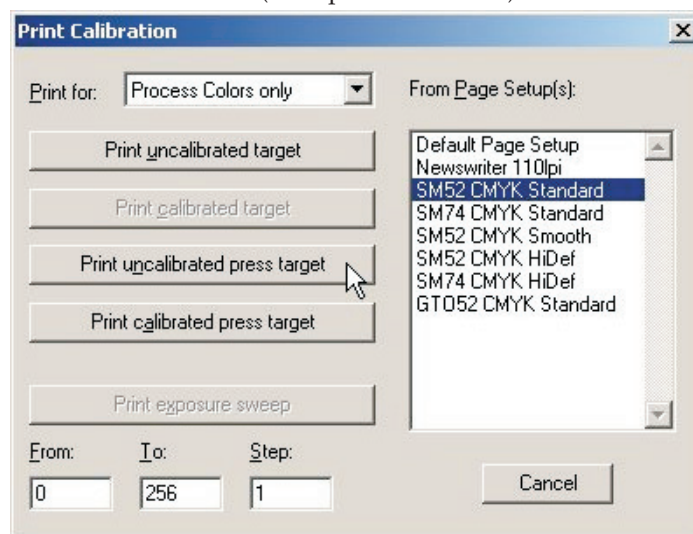 Print Calibration
Print for: Process Colors only
Print uncalibrated target
Print calibrated target
Print uncalibrated press target
Print calibrated press target
Print exposure sweep
From: To: Step:
0 256 1
From Page Setup(s):
Default Page Setup
Newswriter 110lpi
SM52 CMYK Standard
SM74 CMYK Standard
SM52 CMYK Smooth
SM52 CMYK HiDef
SM74 CMYK HiDef
GTO52 CMYK Standard
Cancel